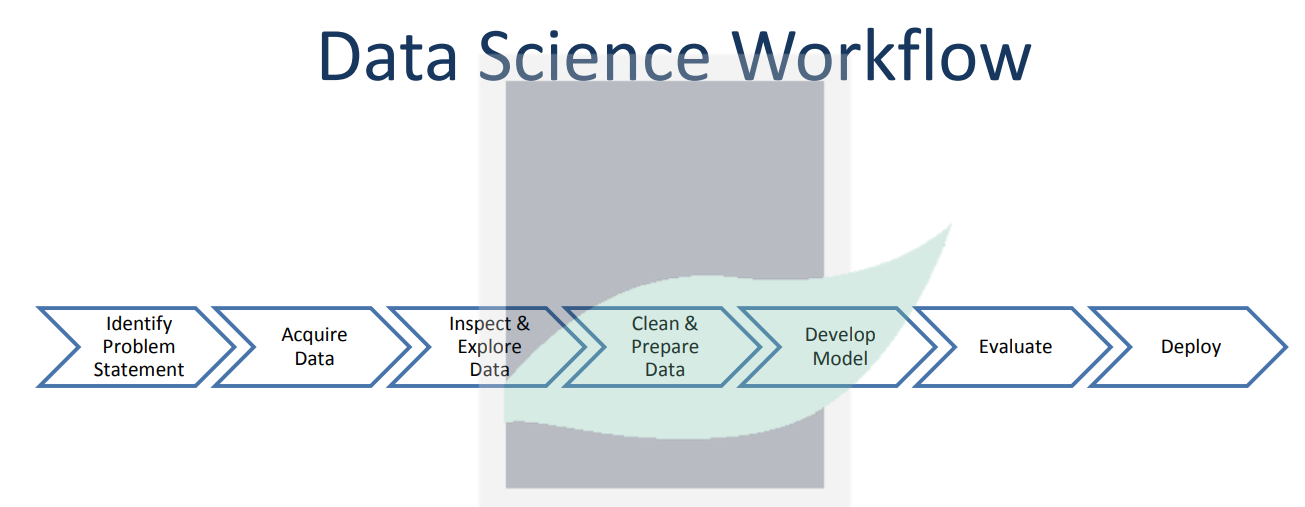 Data Science Workflow
Identify
Problem
Statement
Acquire
Data
Inspect &
Explore
Data
Clean &
Prepare
Data
Develop
Model
Evaluate
Deploy